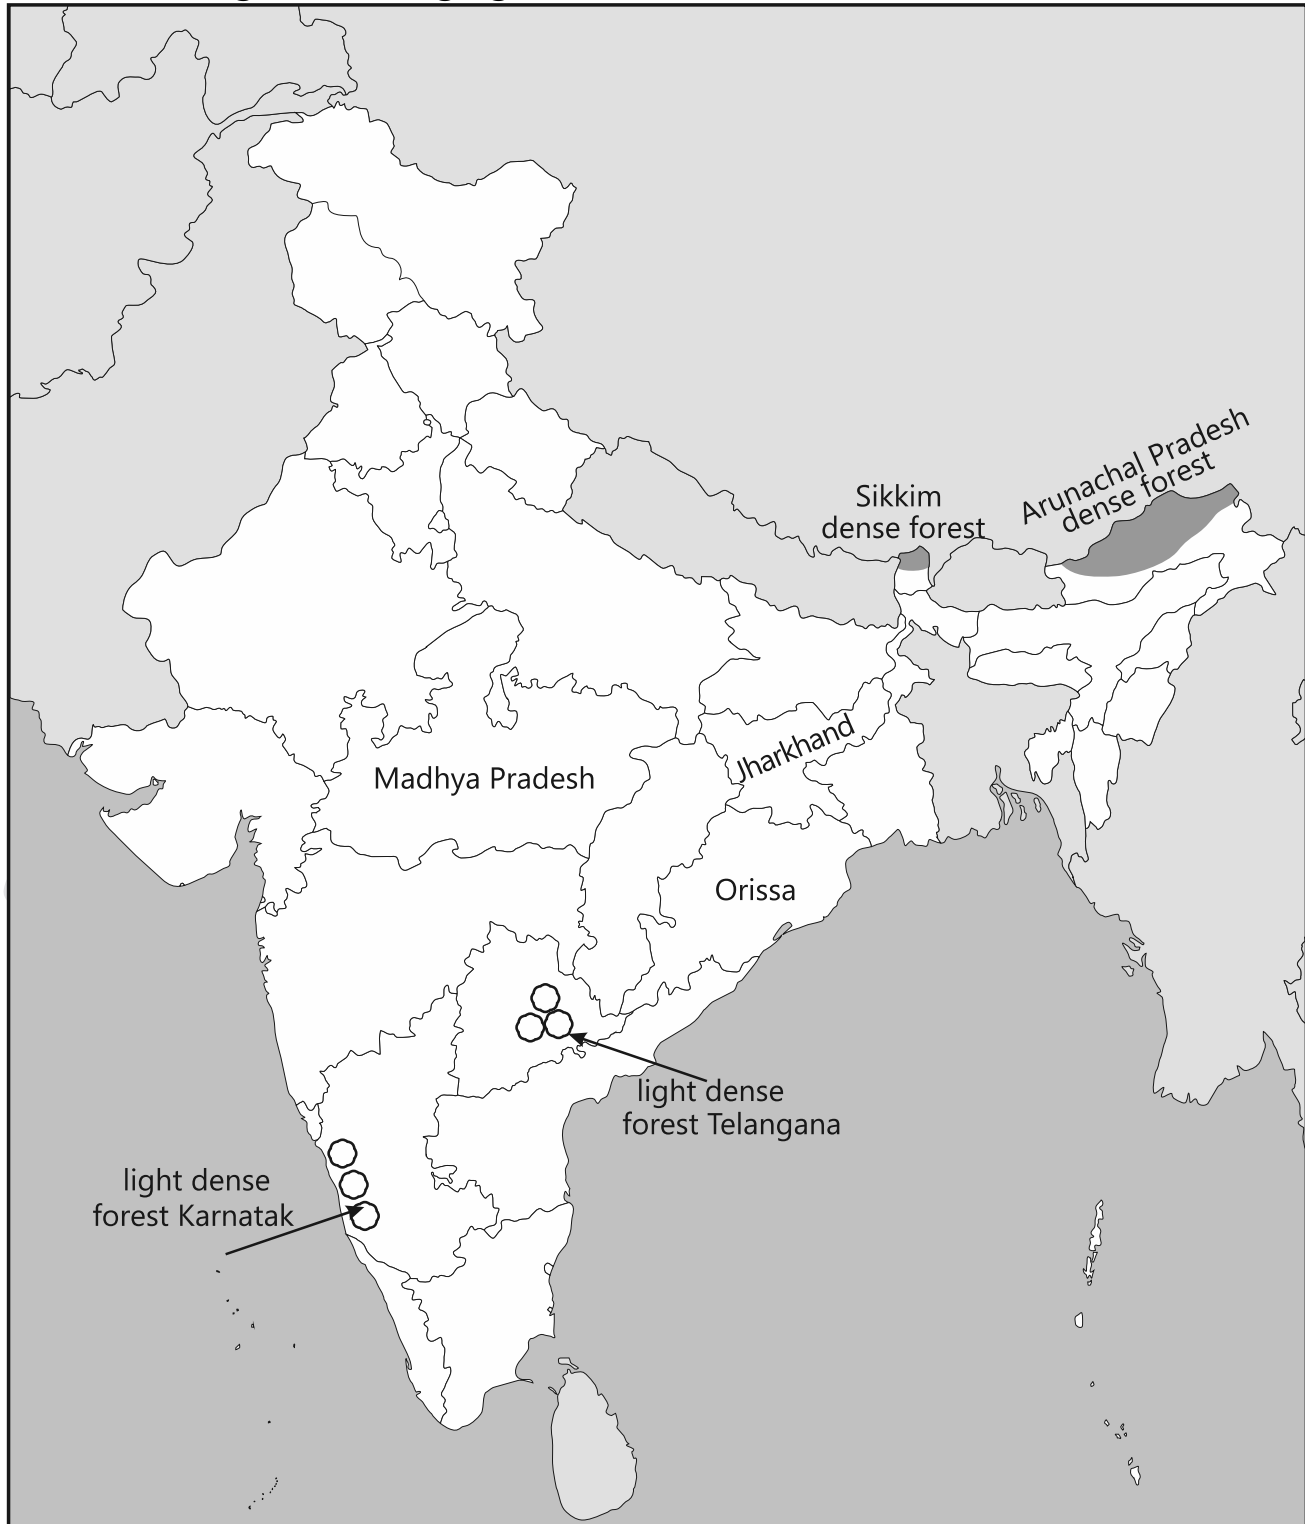 Sikkim
dense forest
Arunachal Pradesh
dense forest
Jharkhand
Madhya Pradesh
Orissa
light dense
forest Telangana
light dense
forest Karnatak